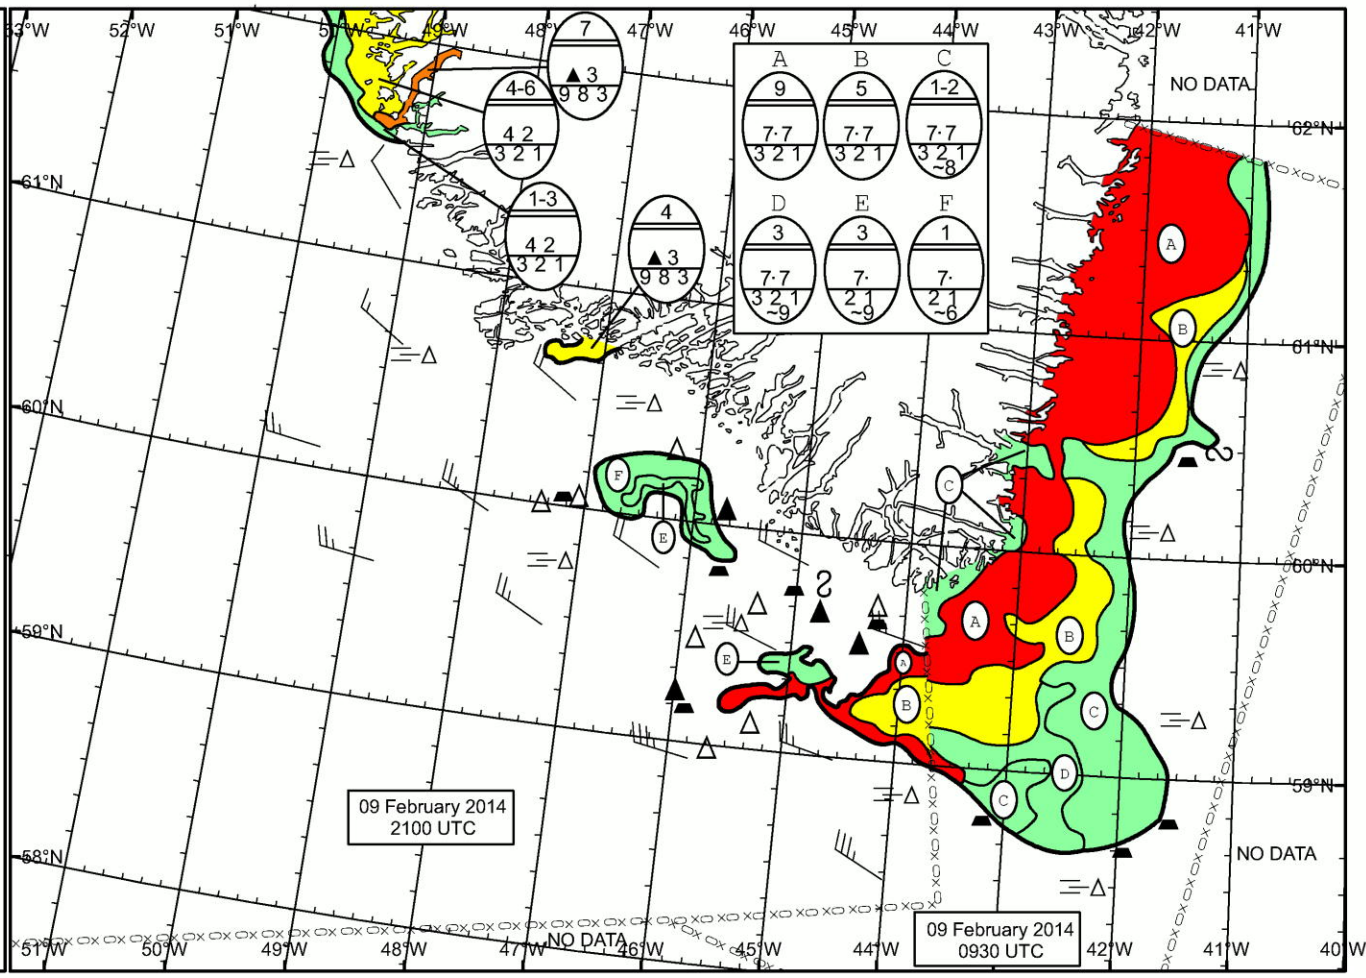 53°W 52°W 51°W 50°W 49°W 48°W 47°W 46°W 45°W 44°W 43°W 42°W 41°W
7
▲ 3
9 8 3
4-6
4 2
3 2 1
1-3
4 2
3 2 1
4
▲ 3
9 8 3
A B C
9 5 1-2
7·7 7·7 7·7
3 2 1 3 2 1 3 2 1
~8
D E F
3 3 1
7·7 7· 7·
3 2 1 2 1 2 1
~9 ~9 ~6
NO DATA
62°N
61°N
A
B
61°N
60°N
F
C
E
60°N
59°N
A
B
E
A
B
C
D
C
59°N
09 February 2014
2100 UTC
58°N
NO DATA
09 February 2014
0930 UTC
NO DATA
51°W 50°W 49°W 48°W 47°W 46°W 45°W 44°W 42°W 41°W 40°W